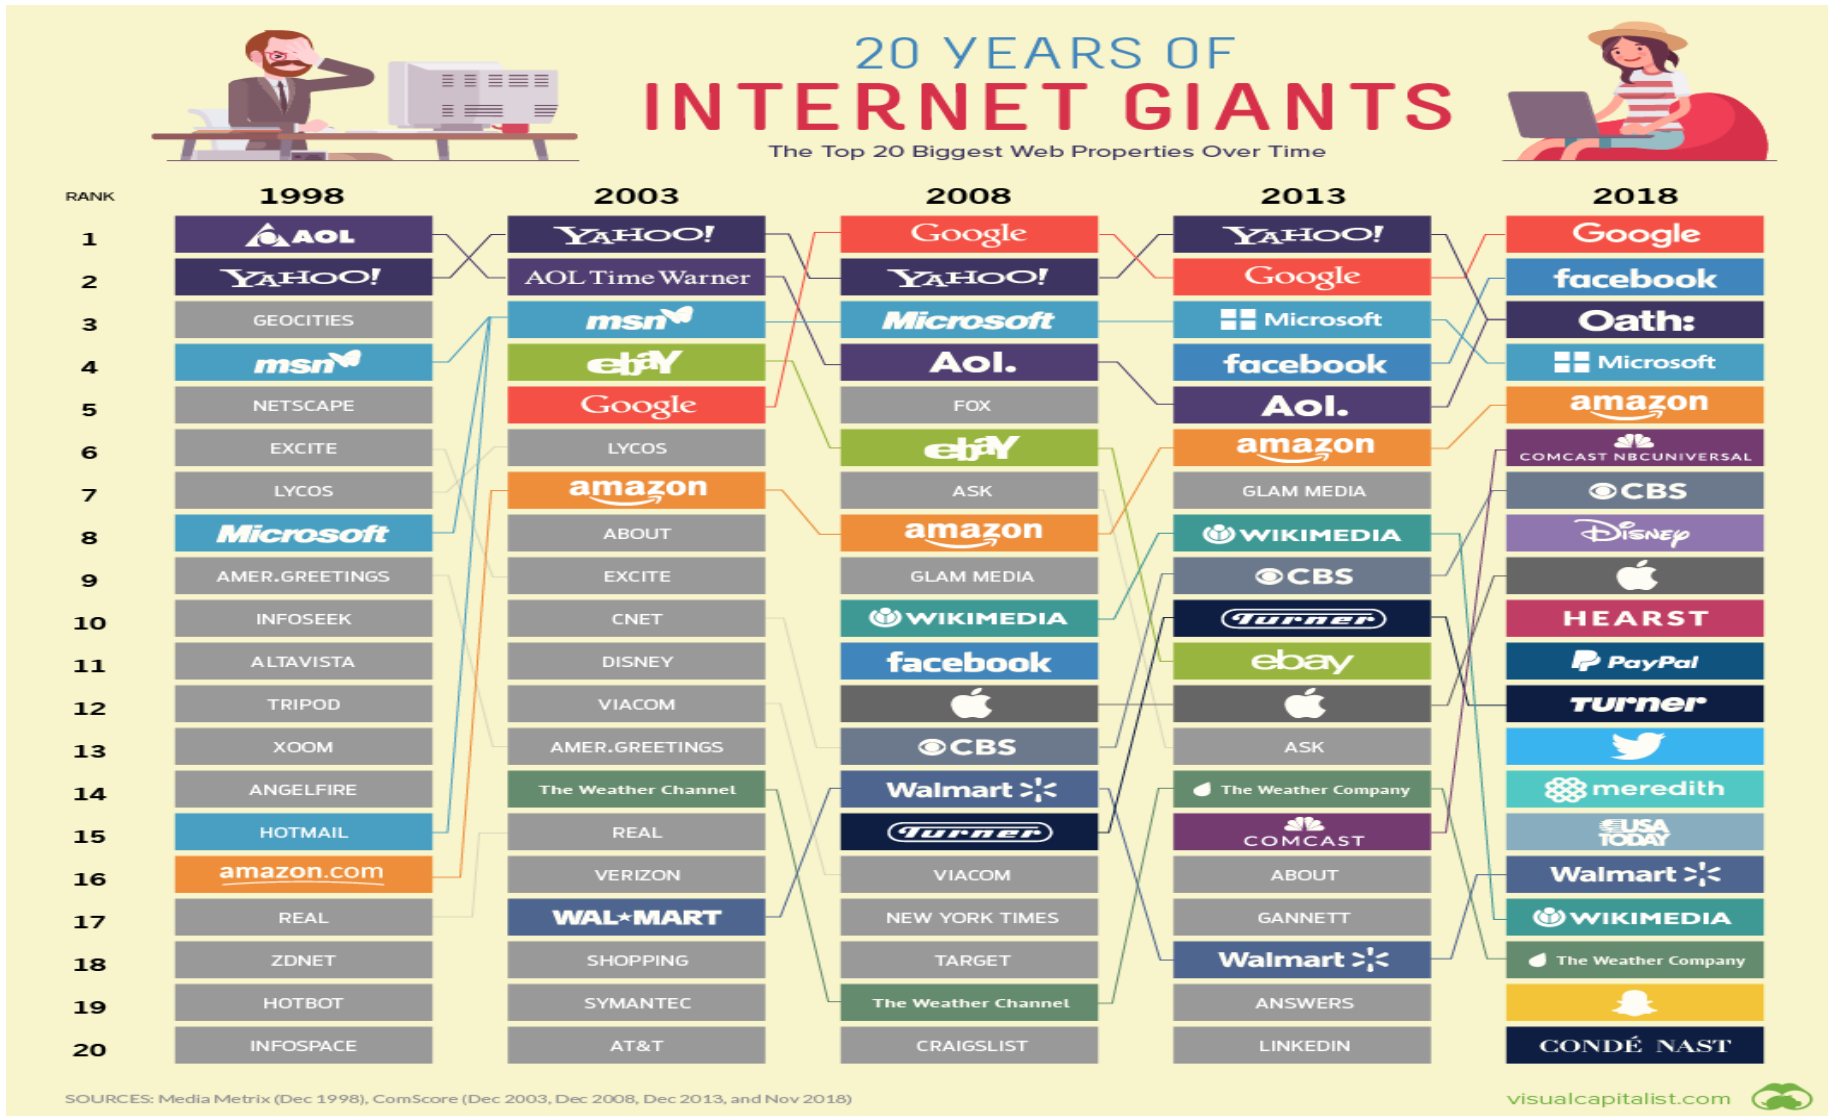 20 YEARS OF
INTERNET GIANTS
The Top 20 Biggest Web Properties Over Time
RANK 1998 2003 2008 2013 2018
1 AOL YAHOO! Google YAHOO! Google
2 YAHOO! AOL Time Warner YAHOO! Google facebook
3 GEOCITIES msn Microsoft Microsoft Oath:
4 msn ebaY Aol. facebook Microsoft
5 NETSCAPE Google FOX Aol. amazon
6 EXCITE LYCOS ebaY amazon COMCAST NBCUNIVERSAL
7 LYCOS amazon ASK GLAM MEDIA CBS
8 Microsoft ABOUT amazon WIKIMEDIA Disney
9 AMER.GREETINGS EXCITE GLAM MEDIA CBS
10 INFOSEEK CNET WIKIMEDIA Turner HEARST
11 ALTAVISTA DISNEY facebook ebay PayPal
12 TRIPOD VIACOM Turner
13 XOOM AMER.GREETINGS CBS ASK
14 ANGELFIRE The Weather Channel Walmart The Weather Company meredith
15 HOTMAIL REAL Turner COMCAST USA TODAY
16 amazon.com VERIZON VIACOM ABOUT Walmart
17 REAL WAL★MART NEW YORK TIMES GANNETT WIKIMEDIA
18 ZDNET SHOPPING TARGET Walmart The Weather Company
19 HOTBOT SYMANTEC The Weather Channel ANSWERS
20 INFOSPACE AT&T CRAIGSLIST LINKEDIN CONDÉ NAST
SOURCES: Media Metrix (Dec 1998), ComScore (Dec 2003, Dec 2008, Dec 2013, and Nov 2018)
visualcapitalist.com